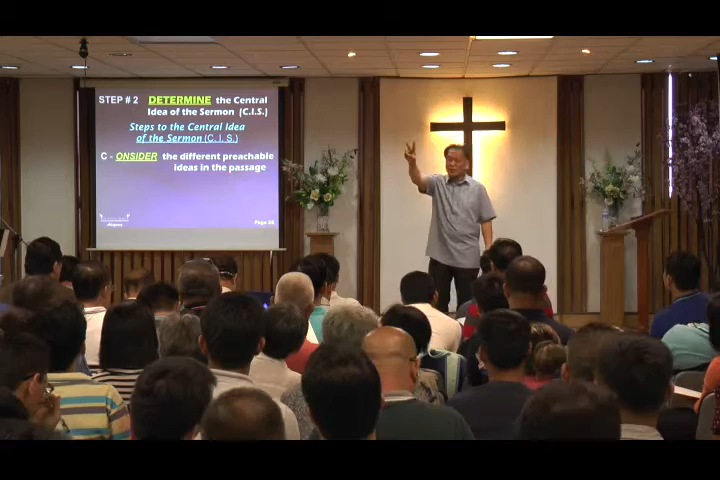 STEP # 2 DETERMINE the Central
Idea of the Sermon (C.I.S.)
Steps to the Central Idea
of the Sermon (C. I. S.)
C - ONSIDER the different preachable
ideas in the passage
Page 25